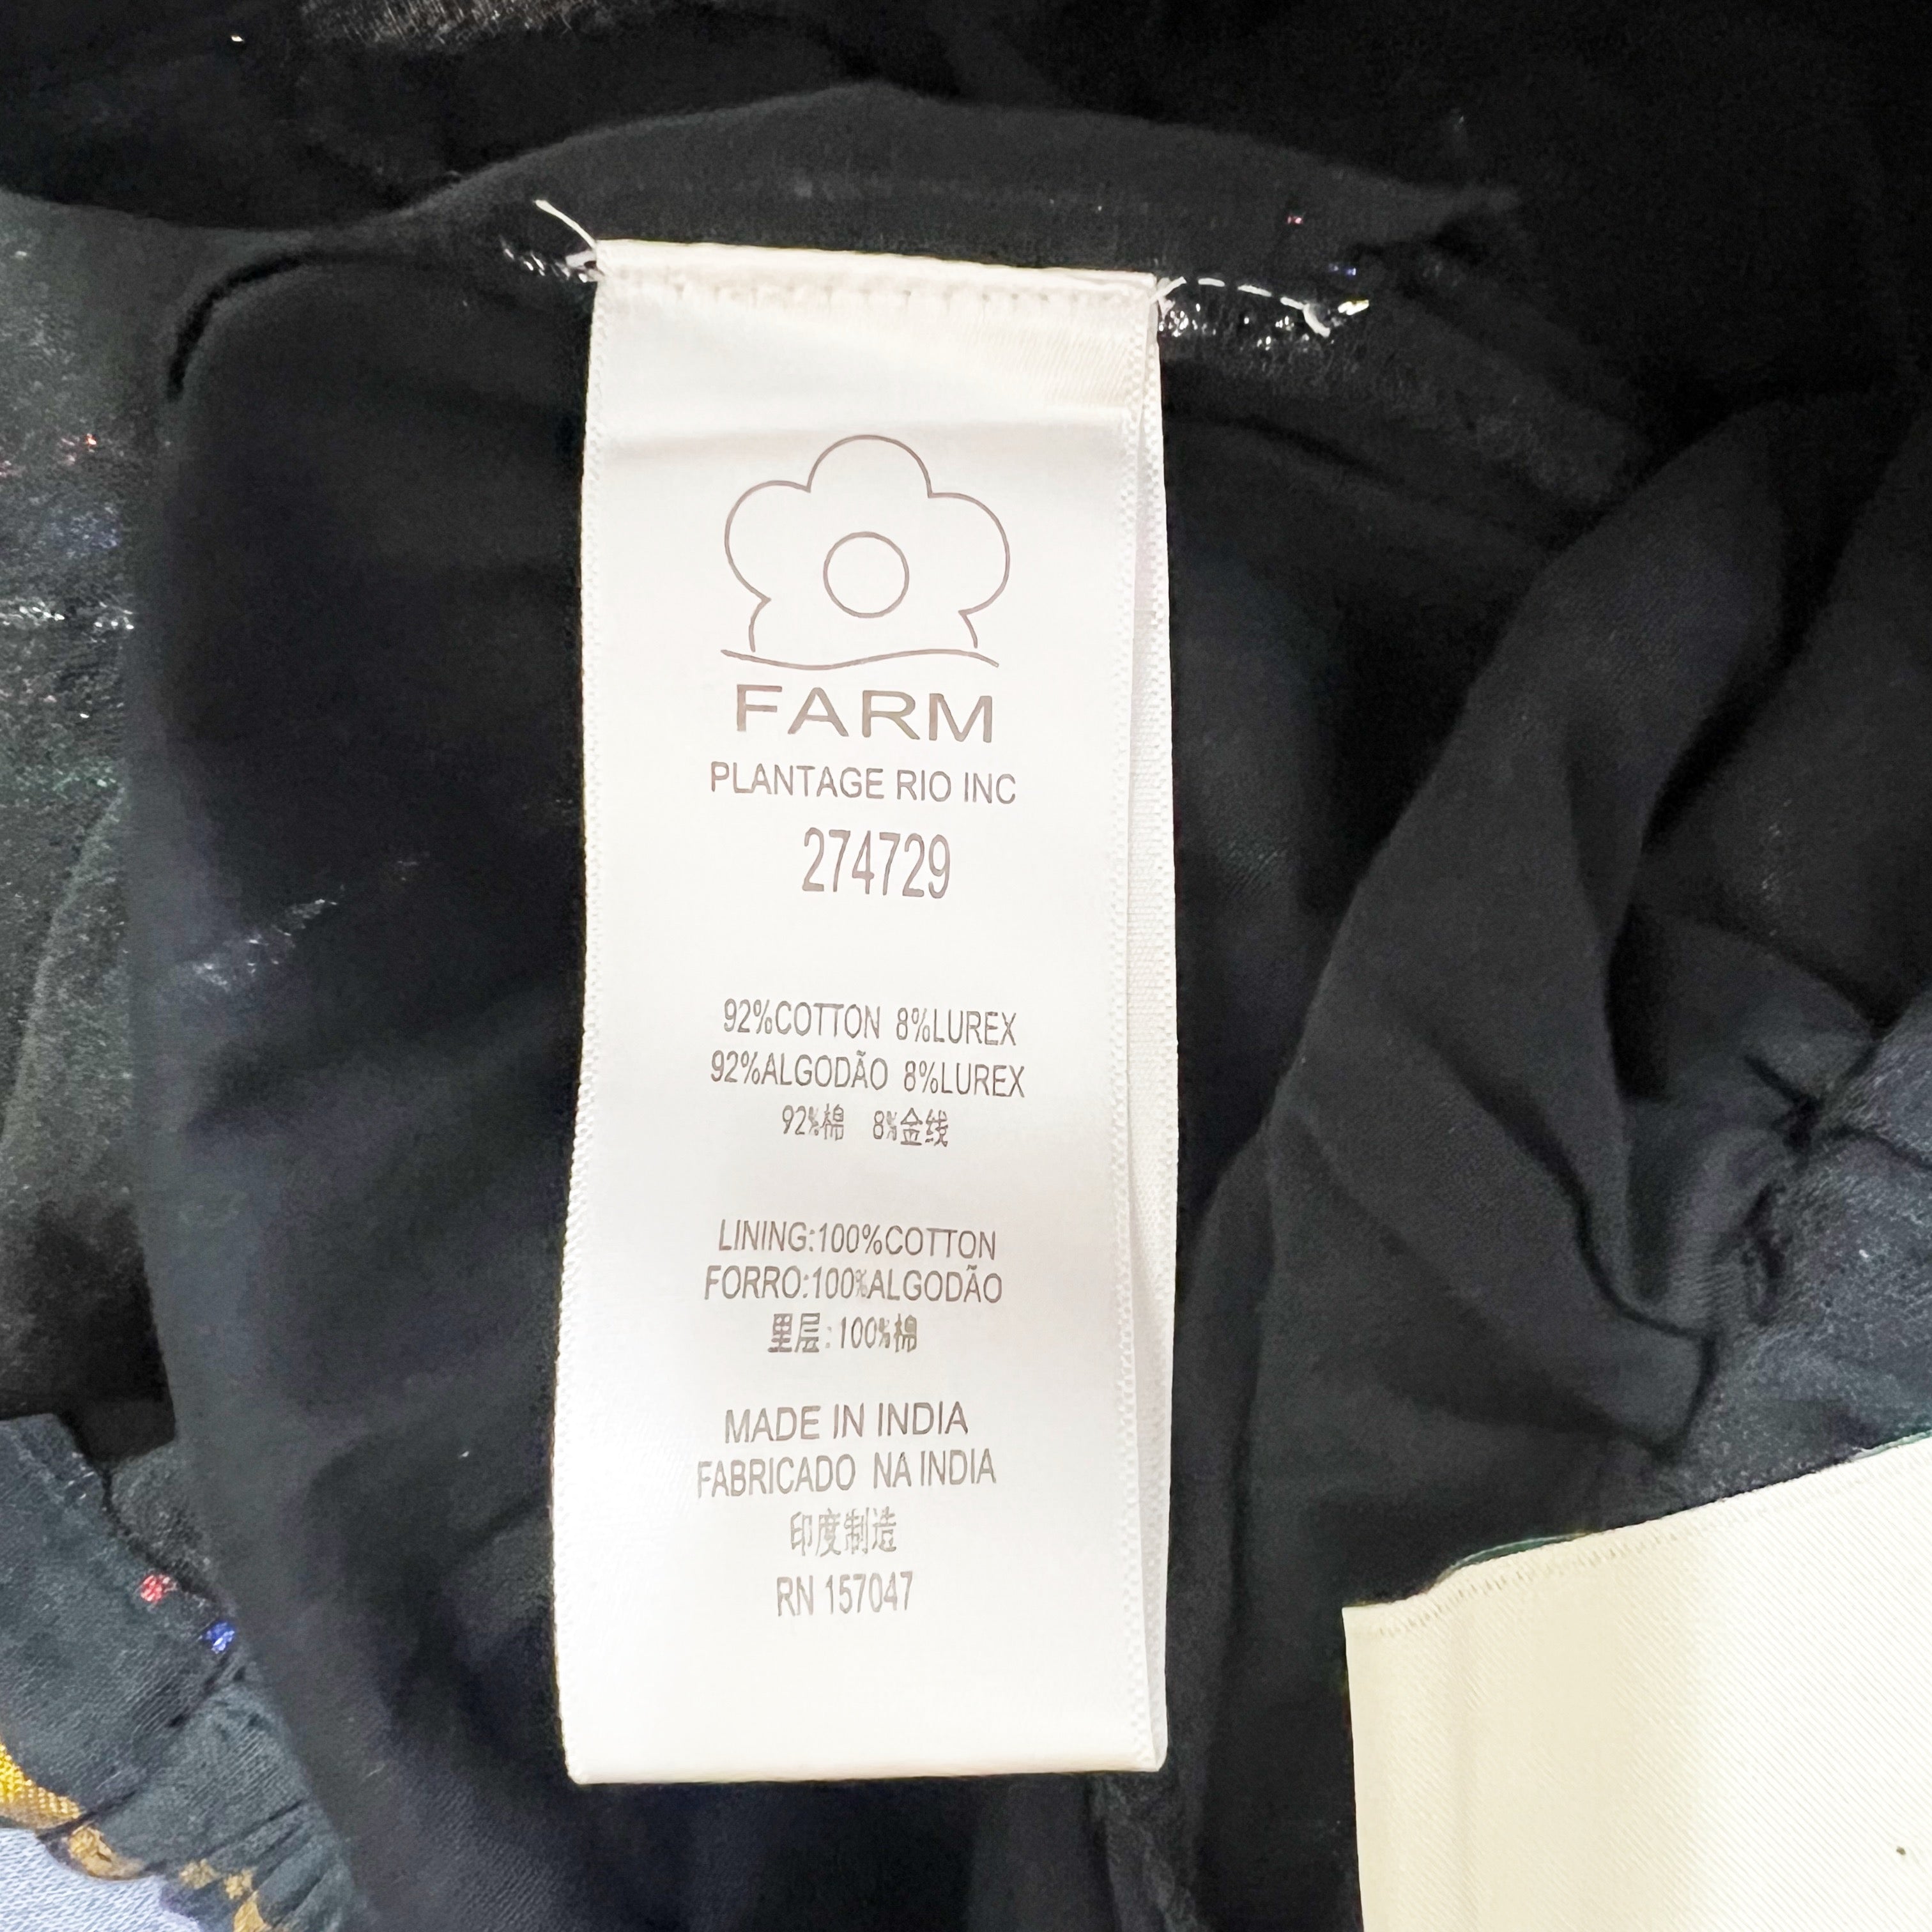 FARM
PLANTAGE RIO INC
274729
92%COTTON 8%LUREX
92%ALGODÃO 8%LUREX
92%棉 8%金线
LINING:100%COTTON
FORRO:100%ALGODÃO
里层:100%棉
MADE IN INDIA
FABRICADO NA INDIA
印度制造
RN 157047